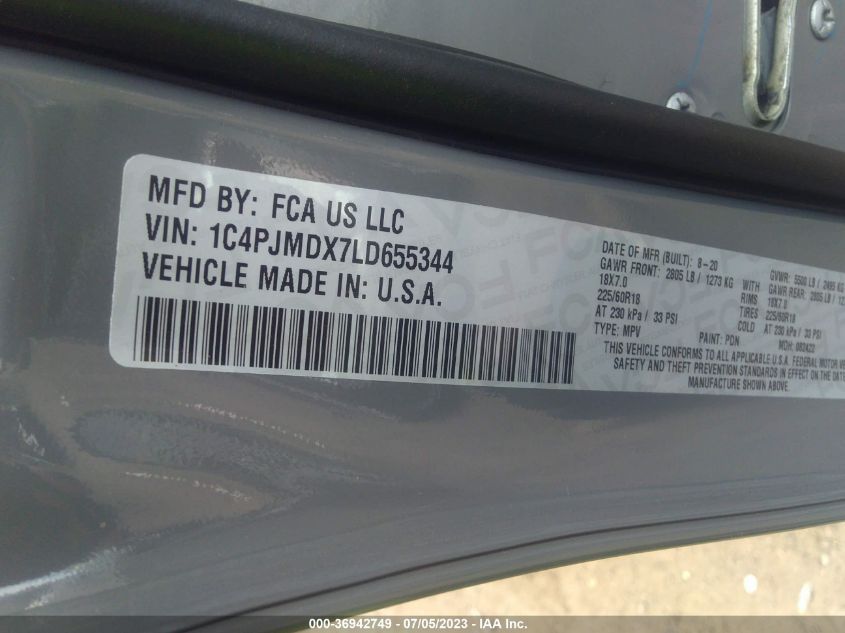 MFD BY: FCA US LLC
VIN: 1C4PJMDX7LD655344
VEHICLE MADE IN: U.S.A.
DATE OF MFR (BUILT): 8-20
GAWR FRONT: 2805 LB / 1273 KG
18X7.0
225/60R18
AT 230 kPa / 33 PSI
TYPE: MPV
WITH
RIMS
TIRES
COLD
GVWR: 5500 LB /
GAWR REAR: 2805 LB /
18X7.0
225/60R18
AT 230 kPa / 33 PSI
PAINT: PDN
MDH:
THIS VEHICLE CONFORMS TO ALL APPLICABLE U.S.A. FEDERAL MOTOR
SAFETY AND THEFT PREVENTION STANDARDS IN EFFECT ON THE
MANUFACTURE SHOWN ABOVE.
000-36942749 - 07/05/2023 - IAA Inc.